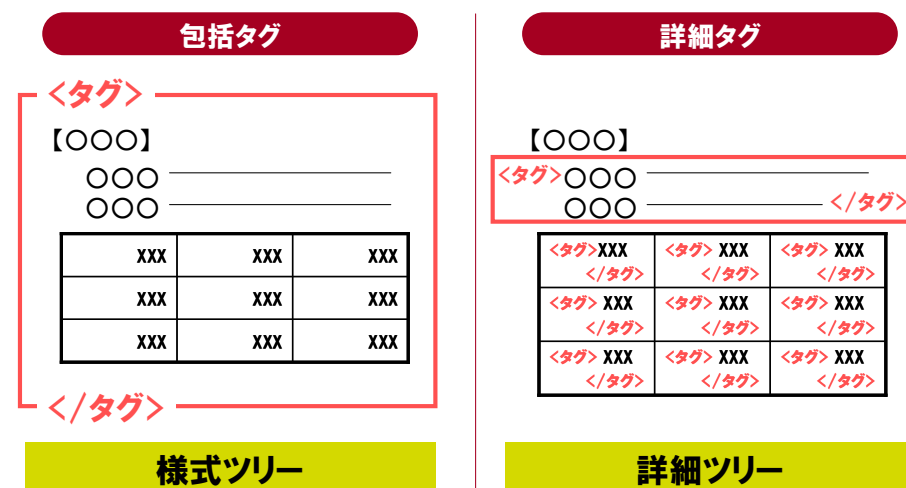 包括タグ
<タグ>
【○○○】
○○○
○○○
XXX XXX XXX
XXX XXX XXX
XXX XXX XXX
</タグ>
様式ツリー
詳細タグ
【○○○】
<タグ>○○○
○○○ </タグ>
<タグ>XXX <タグ> XXX <タグ> XXX
</タグ> </タグ> </タグ>
<タグ> XXX <タグ> XXX <タグ> XXX
</タグ> </タグ> </タグ>
<タグ> XXX <タグ> XXX <タグ> XXX
</タグ> </タグ> </タグ>
詳細ツリー